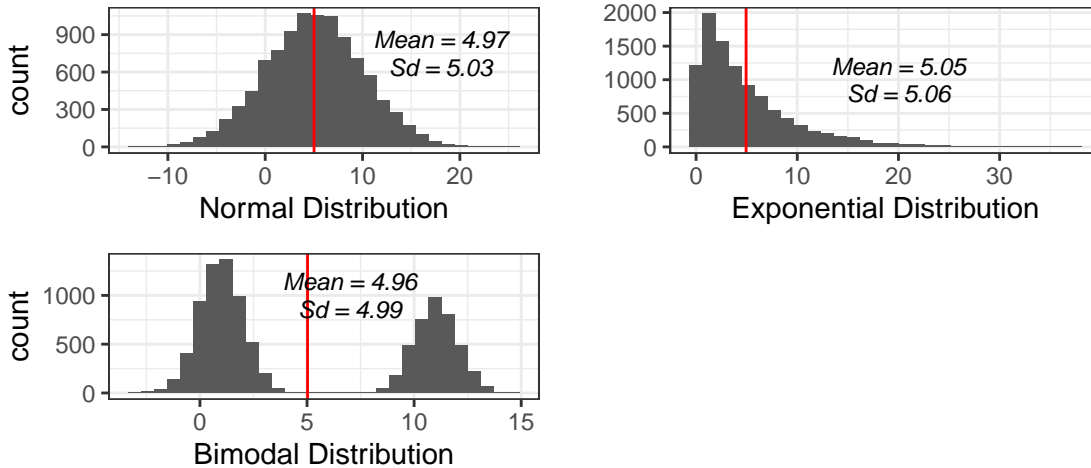 count
900
600
300
0
Mean = 4.97
Sd = 5.03
−10
0
10
20
Normal Distribution
2000
1500
1000
500
0
Mean = 5.05
Sd = 5.06
0
10
20
30
Exponential Distribution
count
1000
500
0
Mean = 4.96
Sd = 4.99
0
5
10
15
Bimodal Distribution